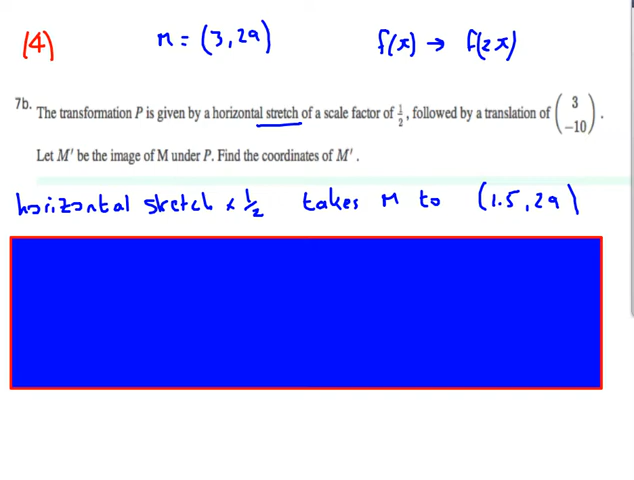 (4) M = (3, 29) f(x) → f(2x)
7b. The transformation P is given by a horizontal stretch of a scale factor of 1/2, followed by a translation of (3 −10).
Let M′ be the image of M under P. Find the coordinates of M′ .
horizontal stretch × 1/2 takes M to (1.5, 29)